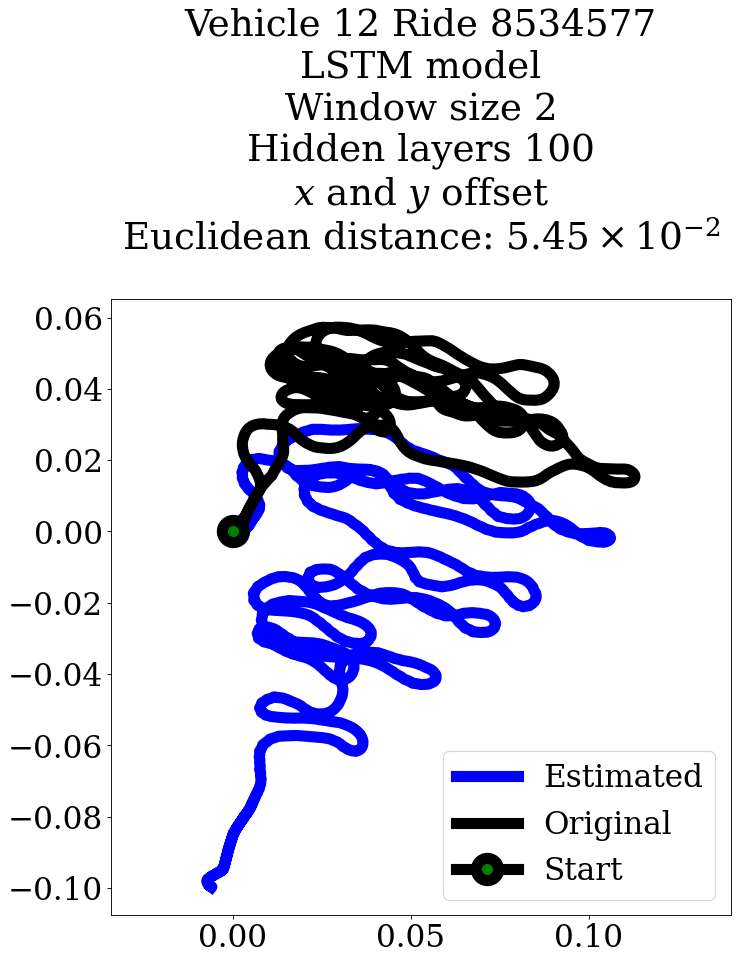 Vehicle 12 Ride 8534577
LSTM model
Window size 2
Hidden layers 100
x and y offset
Euclidean distance: 5.45 × 10⁻²
0.06
0.04
0.02
0.00
−0.02
−0.04
−0.06
−0.08
−0.10
Estimated
Original
Start
0.00 0.05 0.10